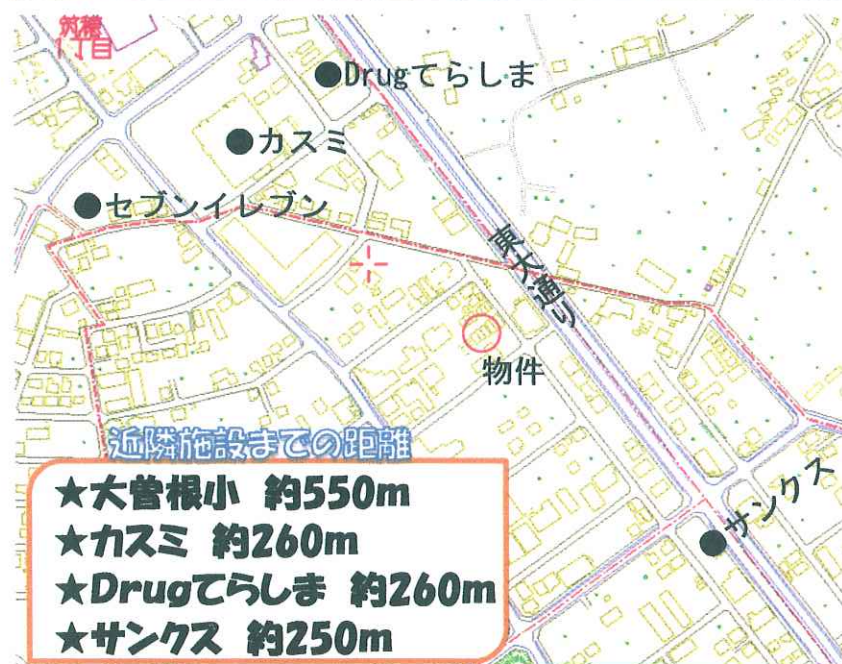 筑穂
1丁目
●Drugてらしま
●カスミ
●セブンイレブン
東大通り
物件
●サンクス
近隣施設までの距離
★大曽根小 約550m
★カスミ 約260m
★Drugてらしま 約260m
★サンクス 約250m